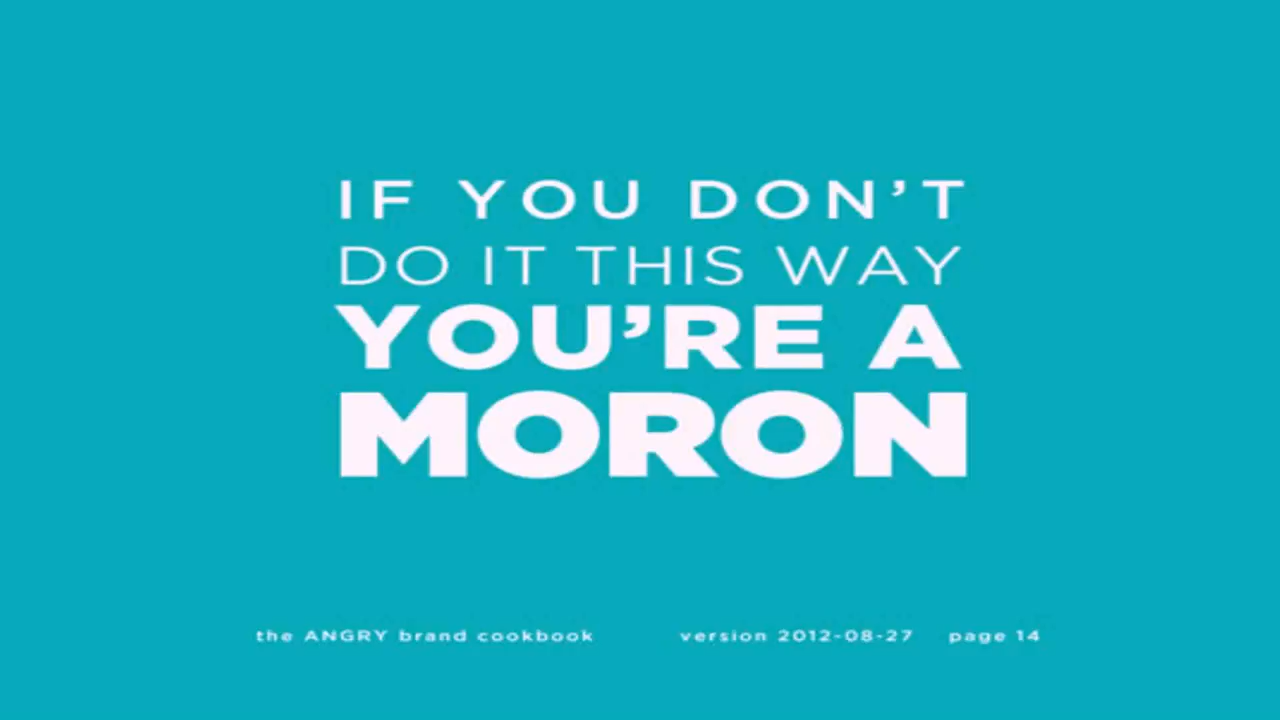 IF YOU DON'T
DO IT THIS WAY
YOU'RE A
MORON
the ANGRY brand cookbook version 2012-08-27 page 14